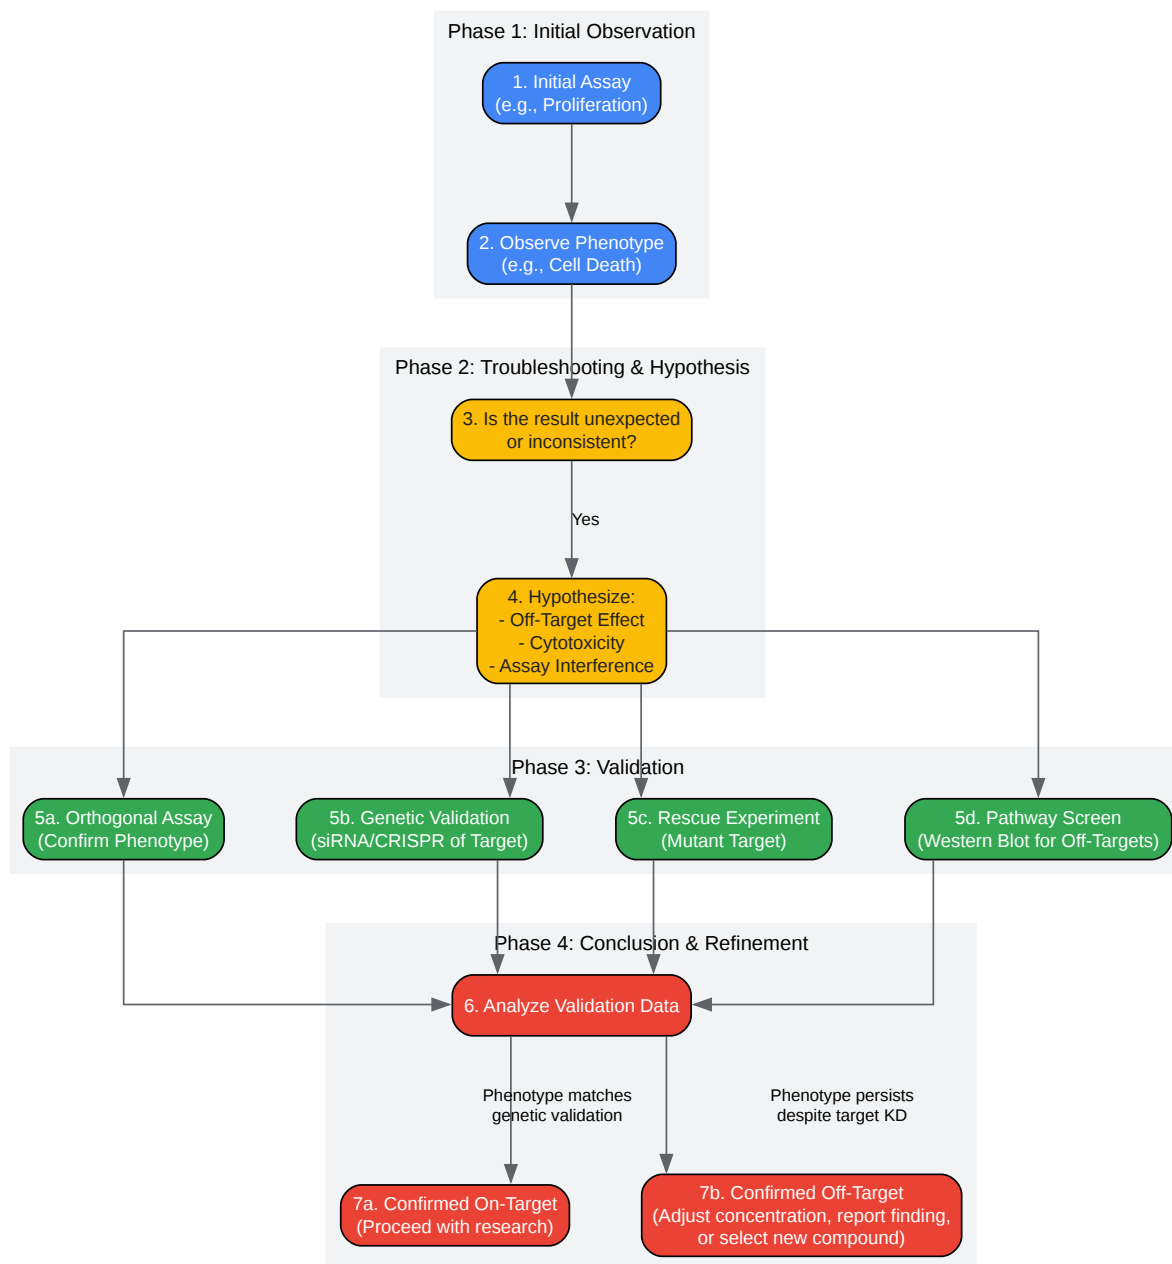 Phase 1: Initial Observation
1. Initial Assay
(e.g., Proliferation)
2. Observe Phenotype
(e.g., Cell Death)
Phase 2: Troubleshooting & Hypothesis
3. Is the result unexpected
or inconsistent?
Yes
4. Hypothesize:
- Off-Target Effect
- Cytotoxicity
- Assay Interference
Phase 3: Validation
5a. Orthogonal Assay
(Confirm Phenotype)
5b. Genetic Validation
(siRNA/CRISPR of Target)
5c. Rescue Experiment
(Mutant Target)
5d. Pathway Screen
(Western Blot for Off-Targets)
Phase 4: Conclusion & Refinement
6. Analyze Validation Data
Phenotype matches
genetic validation
Phenotype persists
despite target KD
7a. Confirmed On-Target
(Proceed with research)
7b. Confirmed Off-Target
(Adjust concentration, report finding,
or select new compound)